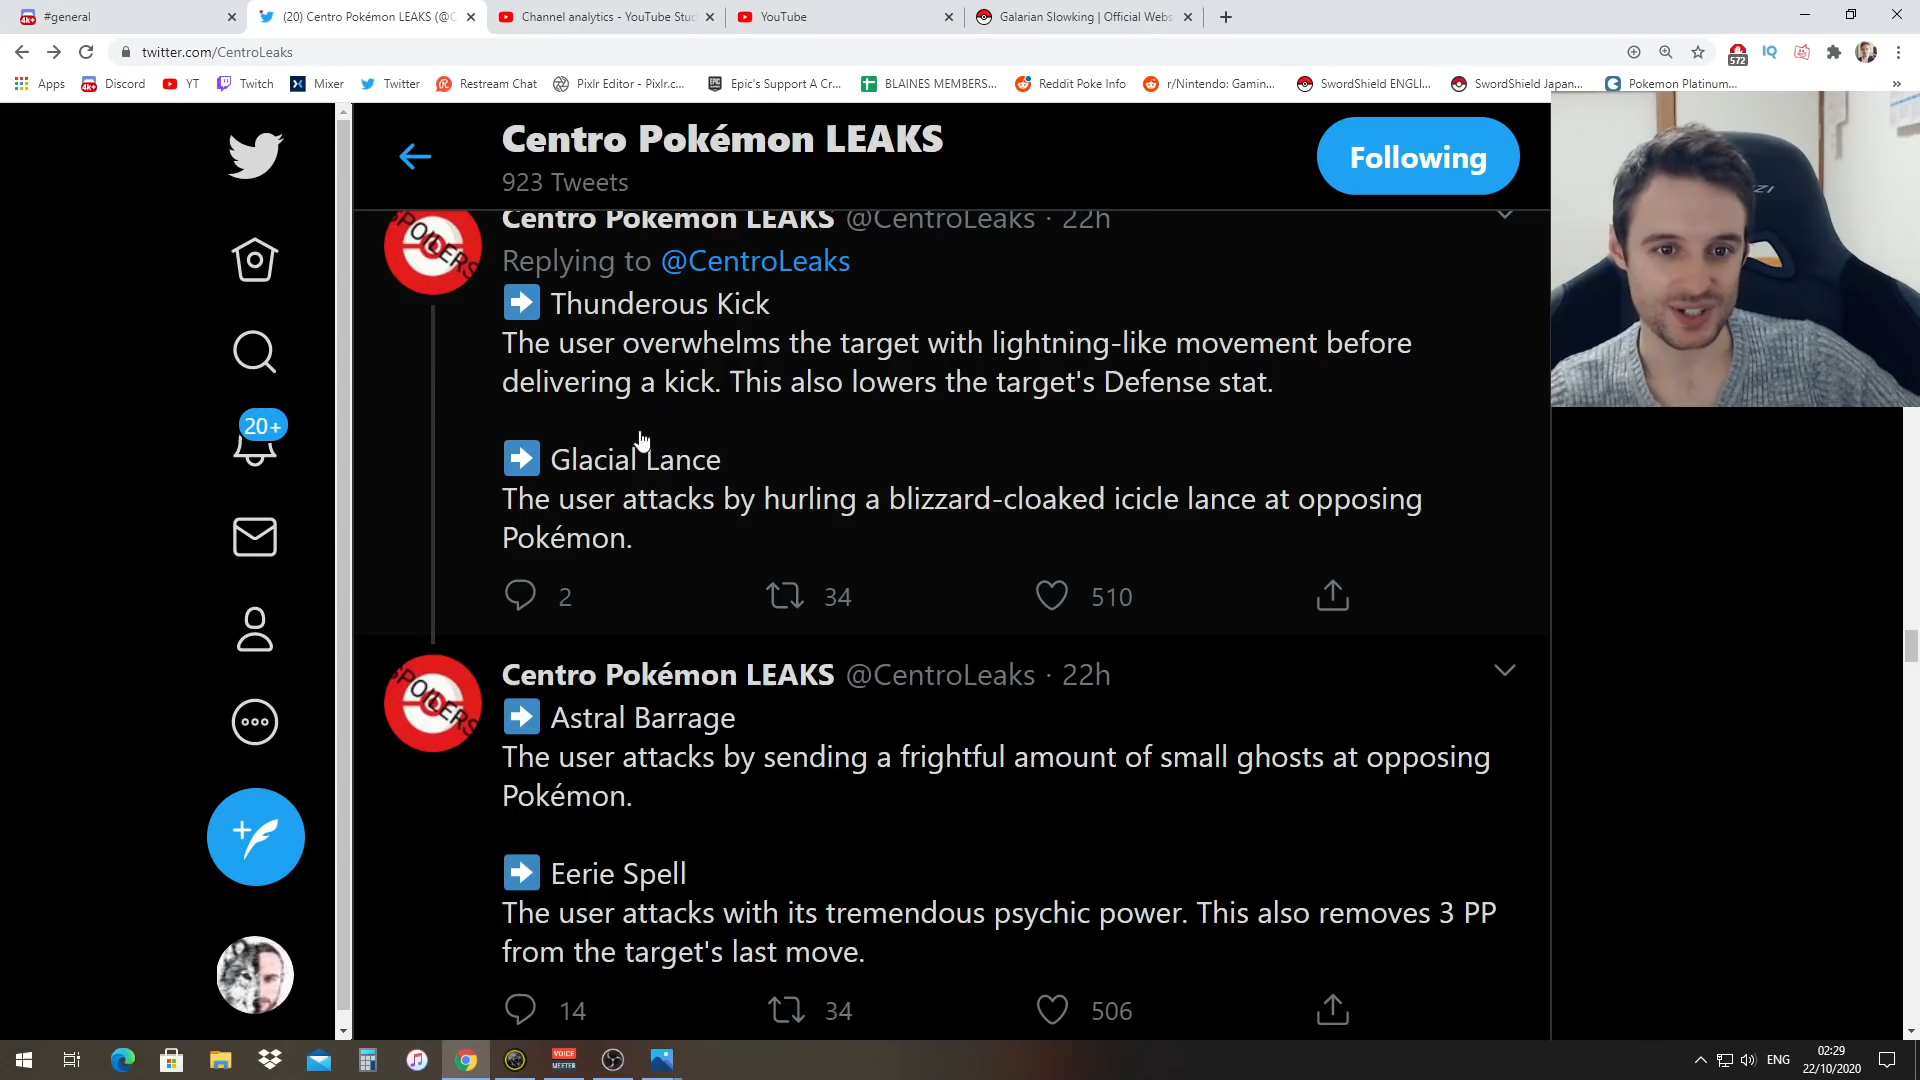 #general
(20) Centro Pokémon LEAKS (@C
Channel analytics - YouTube Stud
YouTube
Galarian Slowking | Official Webs
twitter.com/CentroLeaks
572
IQ
Apps
Discord
YT
Twitch
Mixer
Twitter
Restream Chat
Pixlr Editor - Pixlr.c...
Epic's Support A Cr...
BLAINES MEMBERS...
Reddit Poke Info
r/Nintendo: Gamin...
SwordShield ENGLI...
SwordShield Japan...
Pokemon Platinum...
Centro Pokémon LEAKS
923 Tweets
Following
20+
Centro Pokémon LEAKS @CentroLeaks · 22h
SPOILERS
Replying to @CentroLeaks
Thunderous Kick
The user overwhelms the target with lightning-like movement before
delivering a kick. This also lowers the target's Defense stat.
Glacial Lance
The user attacks by hurling a blizzard-cloaked icicle lance at opposing
Pokémon.
2
34
510
Centro Pokémon LEAKS @CentroLeaks · 22h
SPOILERS
Astral Barrage
The user attacks by sending a frightful amount of small ghosts at opposing
Pokémon.
Eerie Spell
The user attacks with its tremendous psychic power. This also removes 3 PP
from the target's last move.
14
34
506
VOICE
MEETER
ENG
02:29
22/10/2020